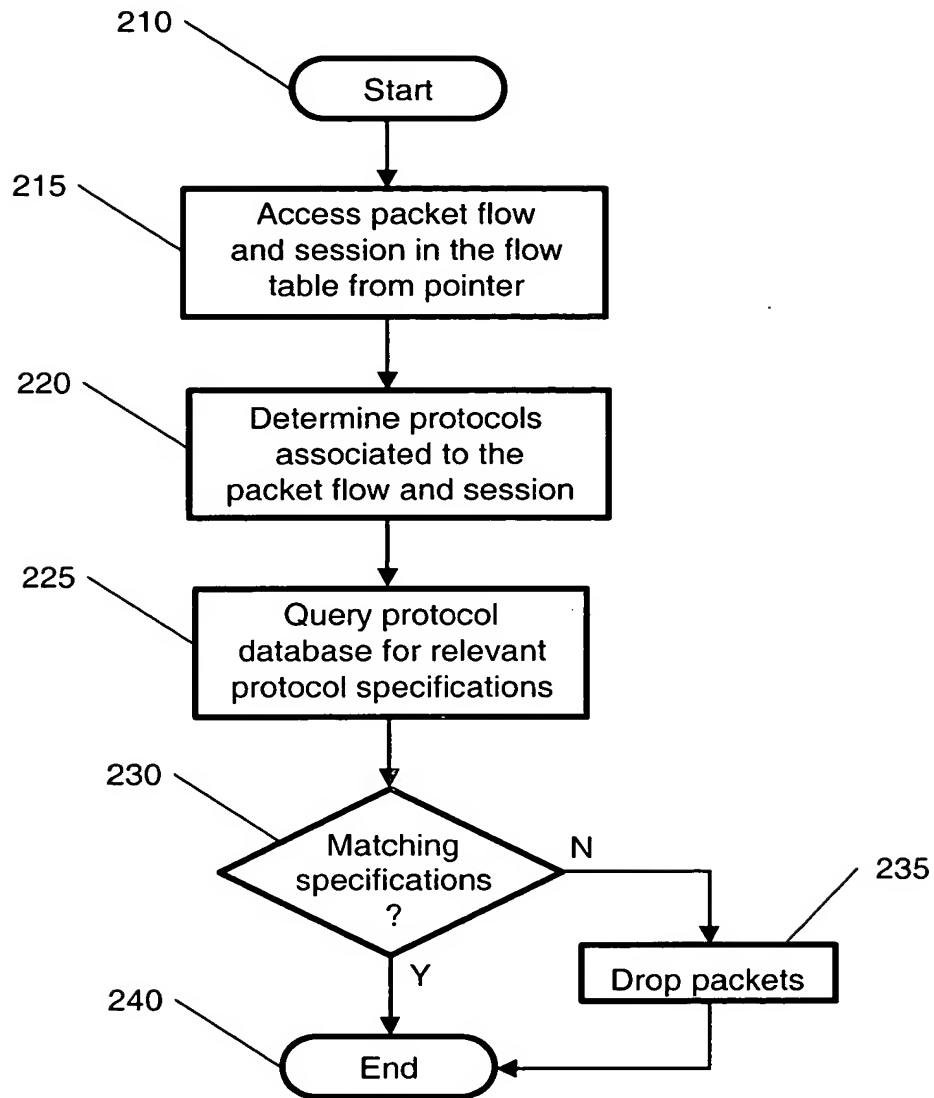 210
Start
215
Access packet flow
and session in the flow
table from pointer
220
Determine protocols
associated to the
packet flow and session
225
Query protocol
database for relevant
protocol specifications
230
Matching
specifications
?
N
235
Drop packets
Y
240
End